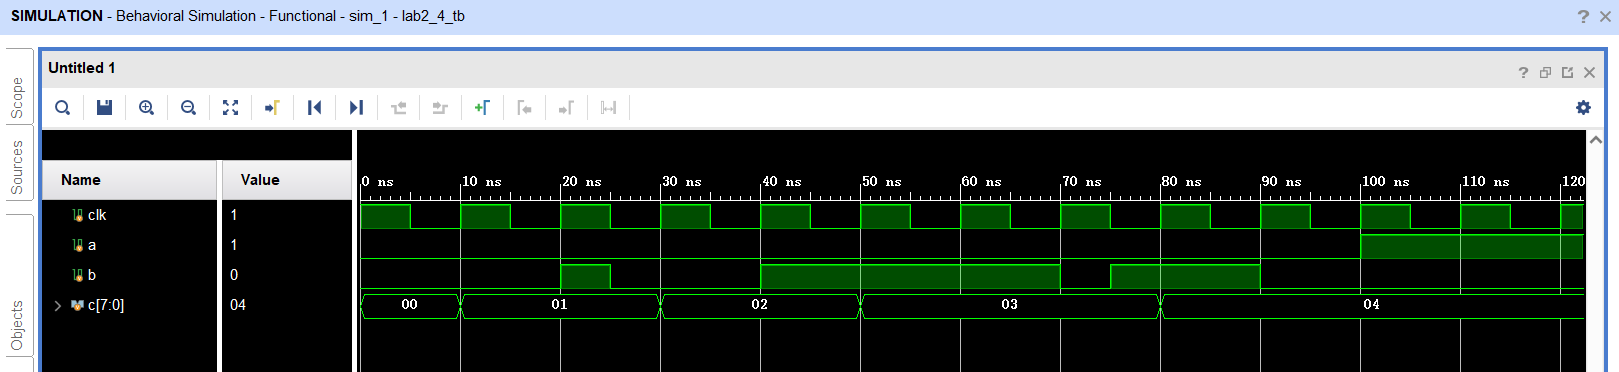 SIMULATION - Behavioral Simulation - Functional - sim_1 - lab2_4_tb
? ×
Scope
Sources
Objects
Untitled 1
Name Value
0 ns 10 ns 20 ns 30 ns 40 ns 50 ns 60 ns 70 ns 80 ns 90 ns 100 ns 110 ns 120
clk 1
a 1
b 0
c[7:0] 04 00 01 02 03 04